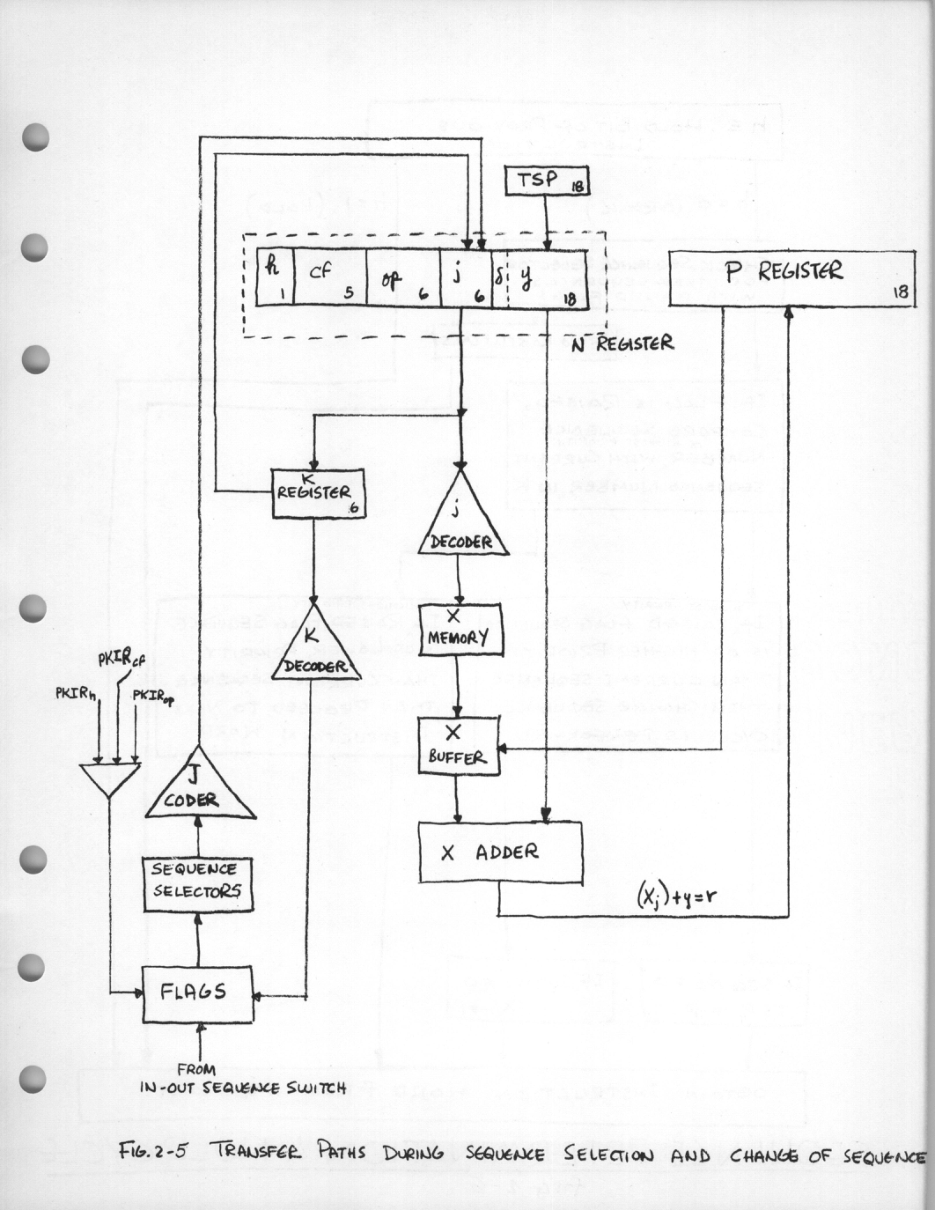 TSP 18
h 1
cf 5
op 6
j 6
y 18
P REGISTER
18
N REGISTER
K
REGISTER
6
j
DECODER
X
MEMORY
K
DECODER
PKIRcf
PKIRh
PKIRop
X
BUFFER
J
CODER
X ADDER
SEQUENCE
SELECTORS
(Xj)+y=r
FLAGS
FROM
IN-OUT SEQUENCE SWITCH
FIG. 2-5 TRANSFER PATHS DURING SEQUENCE SELECTION AND CHANGE OF SEQUENCE